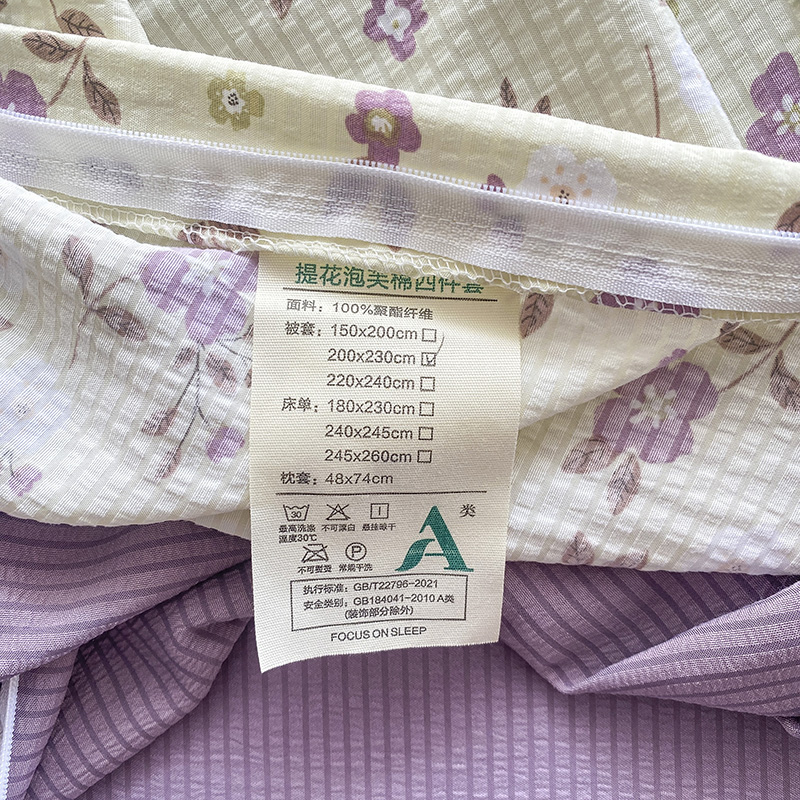 提花泡芙棉四件套
面料：100%聚酯纤维
被套：150x200cm
200x230cm
220x240cm
床单：180x230cm
240x245cm
245x260cm
枕套：48x74cm
A类
30
最高洗涤
温度30℃
不可漂白
悬挂晾干
不可熨烫
P
常规干洗
执行标准：GB/T22796-2021
安全类别：GB184041-2010 A类
(装饰部分除外)
FOCUS ON SLEEP